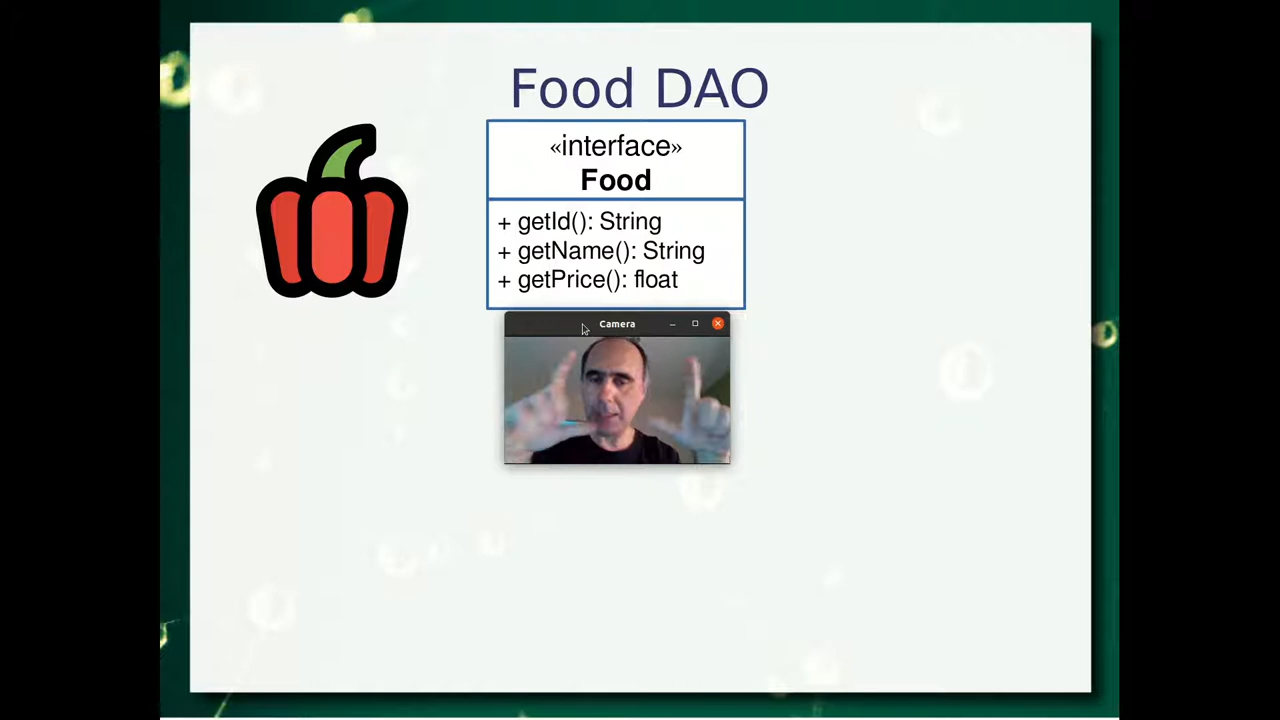 Food DAO
«interface»
Food
+ getId(): String
+ getName(): String
+ getPrice(): float
Camera